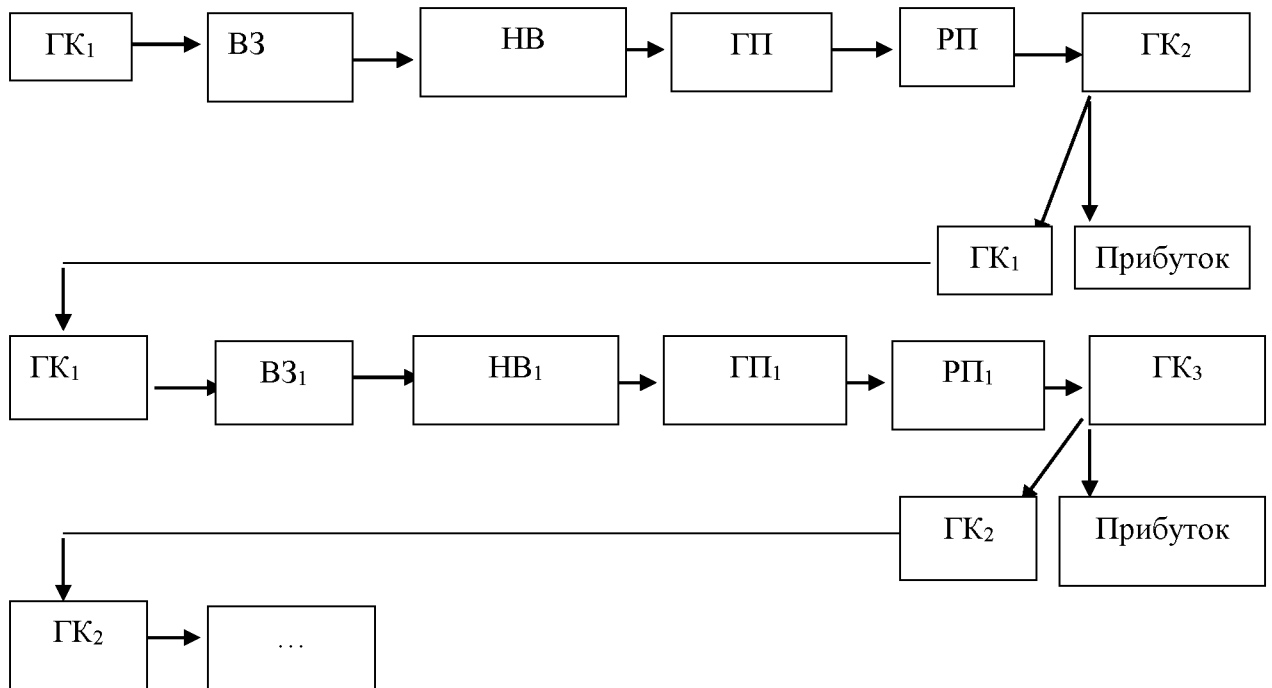 ГК₁ ВЗ НВ ГП РП ГК₂
ГК₁ Прибуток
ГК₁ ВЗ₁ НВ₁ ГП₁ РП₁ ГК₃
ГК₂ Прибуток
ГК₂ ...